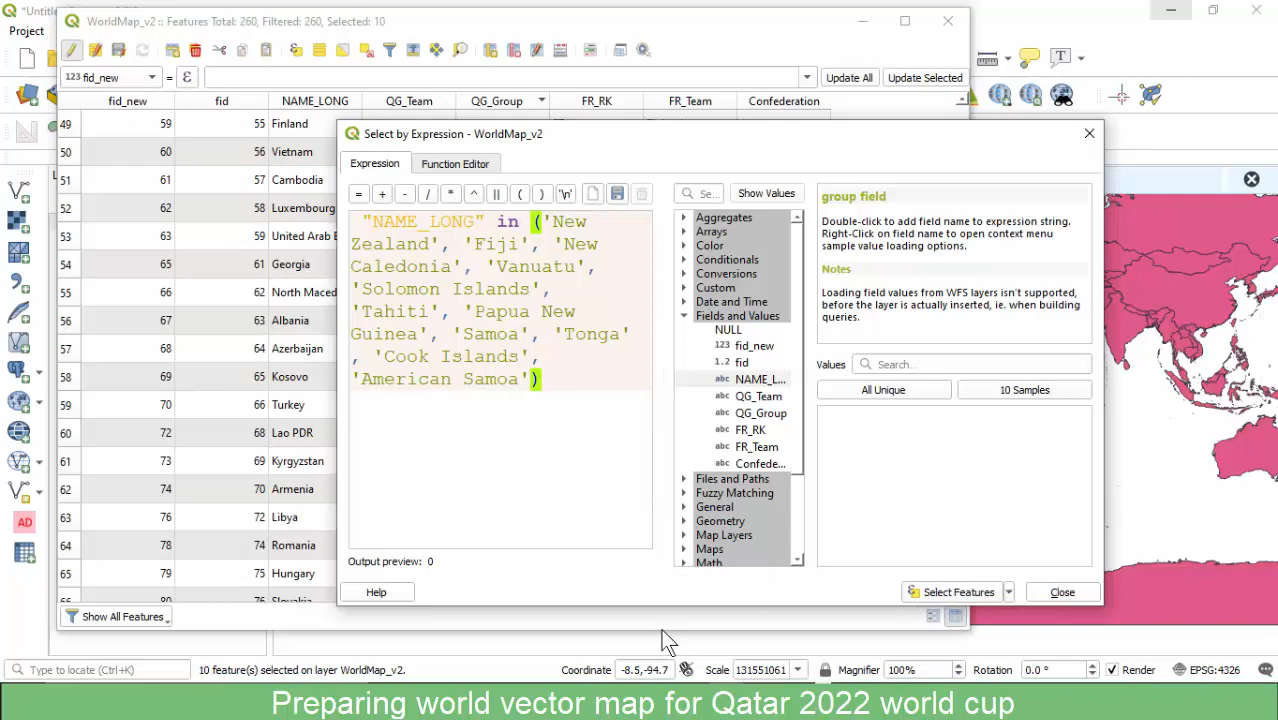 *Untitl
WorldMap_v2 :: Features Total: 260, Filtered: 260, Selected: 10
Project
123 fid_new = ε Update All Update Selected
fid_new fid NAME_LONG QG_Team QG_Group FR_RK FR_Team Confederation
49 59 55 Finland
50 60 56 Vietnam
51 61 57 Cambodia
52 62 58 Luxembourg
53 63 59 United Arab E
54 65 61 Georgia
55 66 62 North Maced
56 67 63 Albania
57 68 64 Azerbaijan
58 69 65 Kosovo
59 70 66 Turkey
60 72 68 Lao PDR
61 73 69 Kyrgyzstan
62 74 70 Armenia
63 76 72 Libya
64 78 74 Romania
65 79 75 Hungary
66 80 76 Slovakia
Show All Features
Select by Expression - WorldMap_v2
Expression Function Editor
= + - / * ^ || ( ) '\n'
"NAME_LONG" in ('New
Zealand', 'Fiji', 'New
Caledonia', 'Vanuatu',
'Solomon Islands',
'Tahiti', 'Papua New
Guinea', 'Samoa', 'Tonga'
, 'Cook Islands',
'American Samoa')
Output preview: 0
Help
Se... Show Values
Aggregates
Arrays
Color
Conditionals
Conversions
Custom
Date and Time
Fields and Values
NULL
123 fid_new
1.2 fid
abc NAME_L...
abc QG_Team
abc QG_Group
abc FR_RK
abc FR_Team
abc Confede...
Files and Paths
Fuzzy Matching
General
Geometry
Map Layers
Maps
Math
group field
Double-click to add field name to expression string.
Right-Click on field name to open context menu
sample value loading options.
Notes
Loading field values from WFS layers isn't supported,
before the layer is actually inserted, ie. when building
queries.
Values Search...
All Unique 10 Samples
Select Features Close
AD
Type to locate (Ctrl+K) 10 feature(s) selected on layer WorldMap_v2. Coordinate -8.5,-94.7 Scale 131551061 Magnifier 100% Rotation 0.0 ° Render EPSG:4326
Preparing world vector map for Qatar 2022 world cup